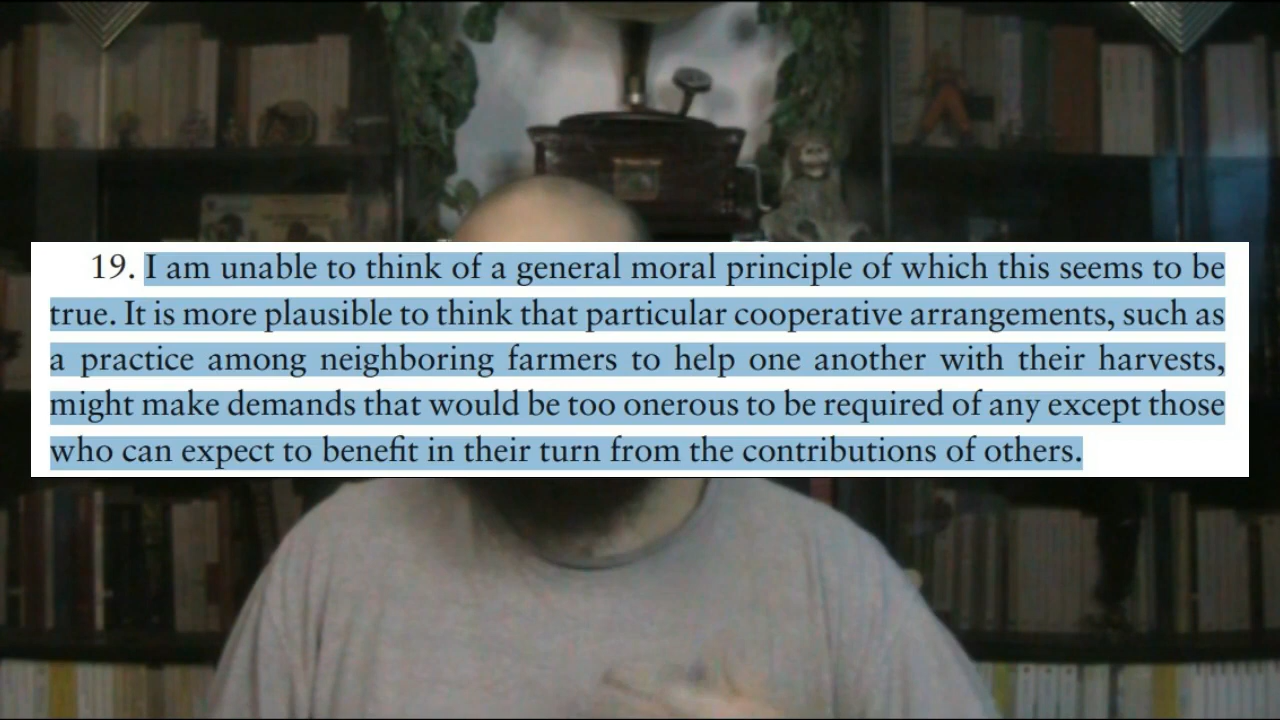 19. I am unable to think of a general moral principle of which this seems to be
true. It is more plausible to think that particular cooperative arrangements, such as
a practice among neighboring farmers to help one another with their harvests,
might make demands that would be too onerous to be required of any except those
who can expect to benefit in their turn from the contributions of others.